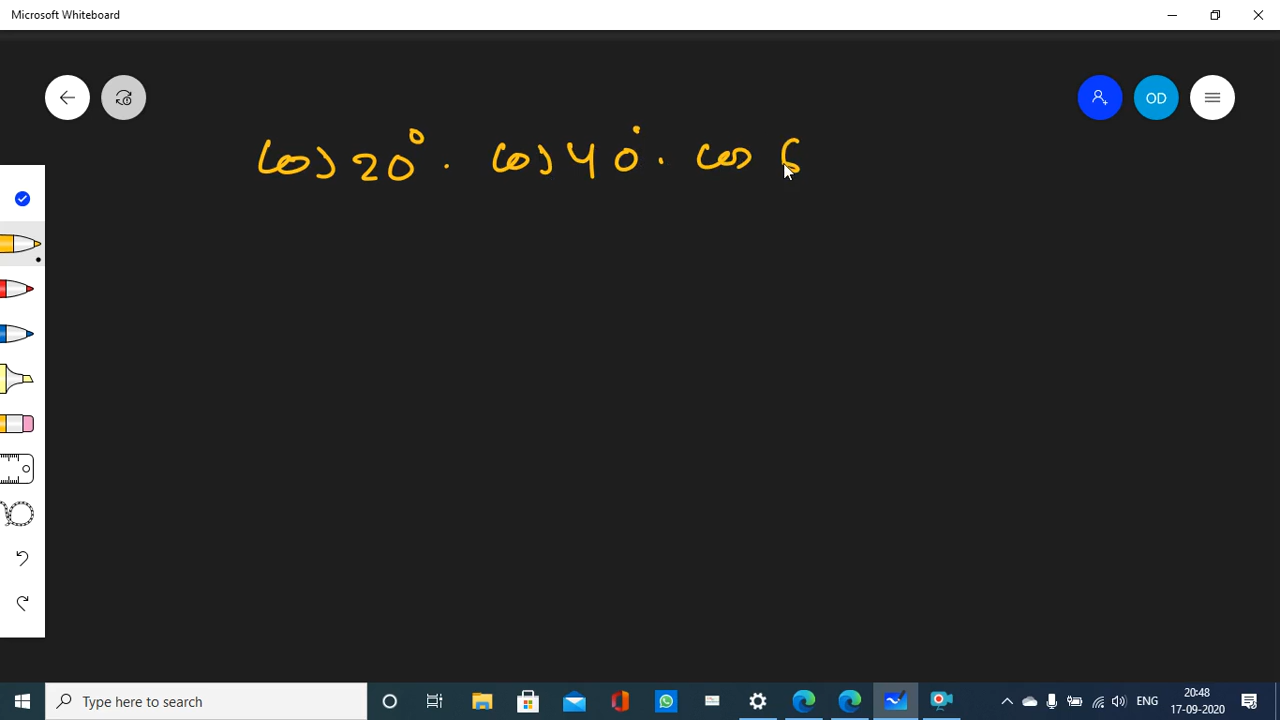 Microsoft Whiteboard
OD
cos 20° . cos 40° . cos 6
Type here to search
ENG
20:48
17-09-2020